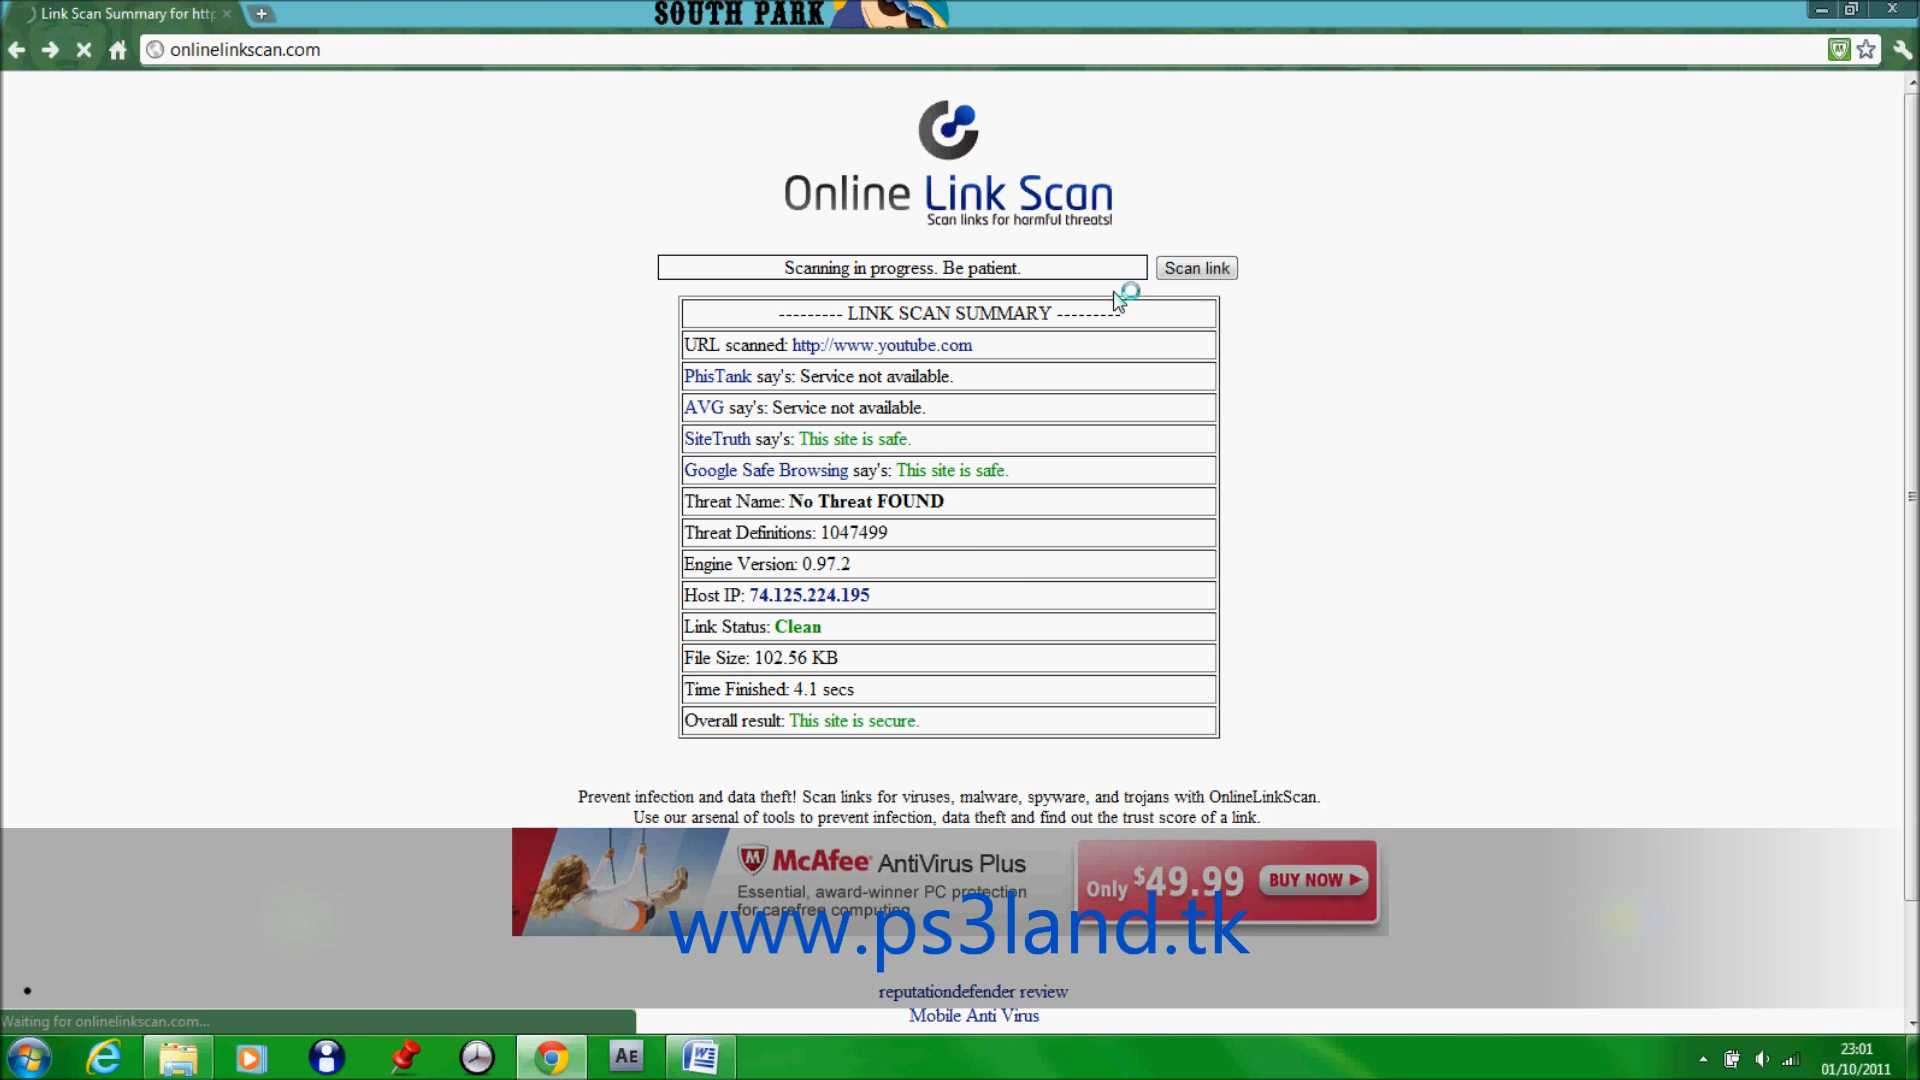 Link Scan Summary for http
SOUTH PARK
onlinelinkscan.com
Online Link Scan
Scan links for harmful threats!
Scanning in progress. Be patient.
Scan link
--------- LINK SCAN SUMMARY ---------
URL scanned: http://www.youtube.com
PhisTank say's: Service not available.
AVG say's: Service not available.
SiteTruth say's: This site is safe.
Google Safe Browsing say's: This site is safe.
Threat Name: No Threat FOUND
Threat Definitions: 1047499
Engine Version: 0.97.2
Host IP: 74.125.224.195
Link Status: Clean
File Size: 102.56 KB
Time Finished: 4.1 secs
Overall result: This site is secure.
Prevent infection and data theft! Scan links for viruses, malware, spyware, and trojans with OnlineLinkScan.
Use our arsenal of tools to prevent infection, data theft and find out the trust score of a link.
McAfee AntiVirus Plus
Essential, award-winner PC protection
for carefree computing
Only $49.99
BUY NOW
www.ps3land.tk
reputationdefender review
Mobile Anti Virus
Waiting for onlinelinkscan.com...
AE
23:01
01/10/2011